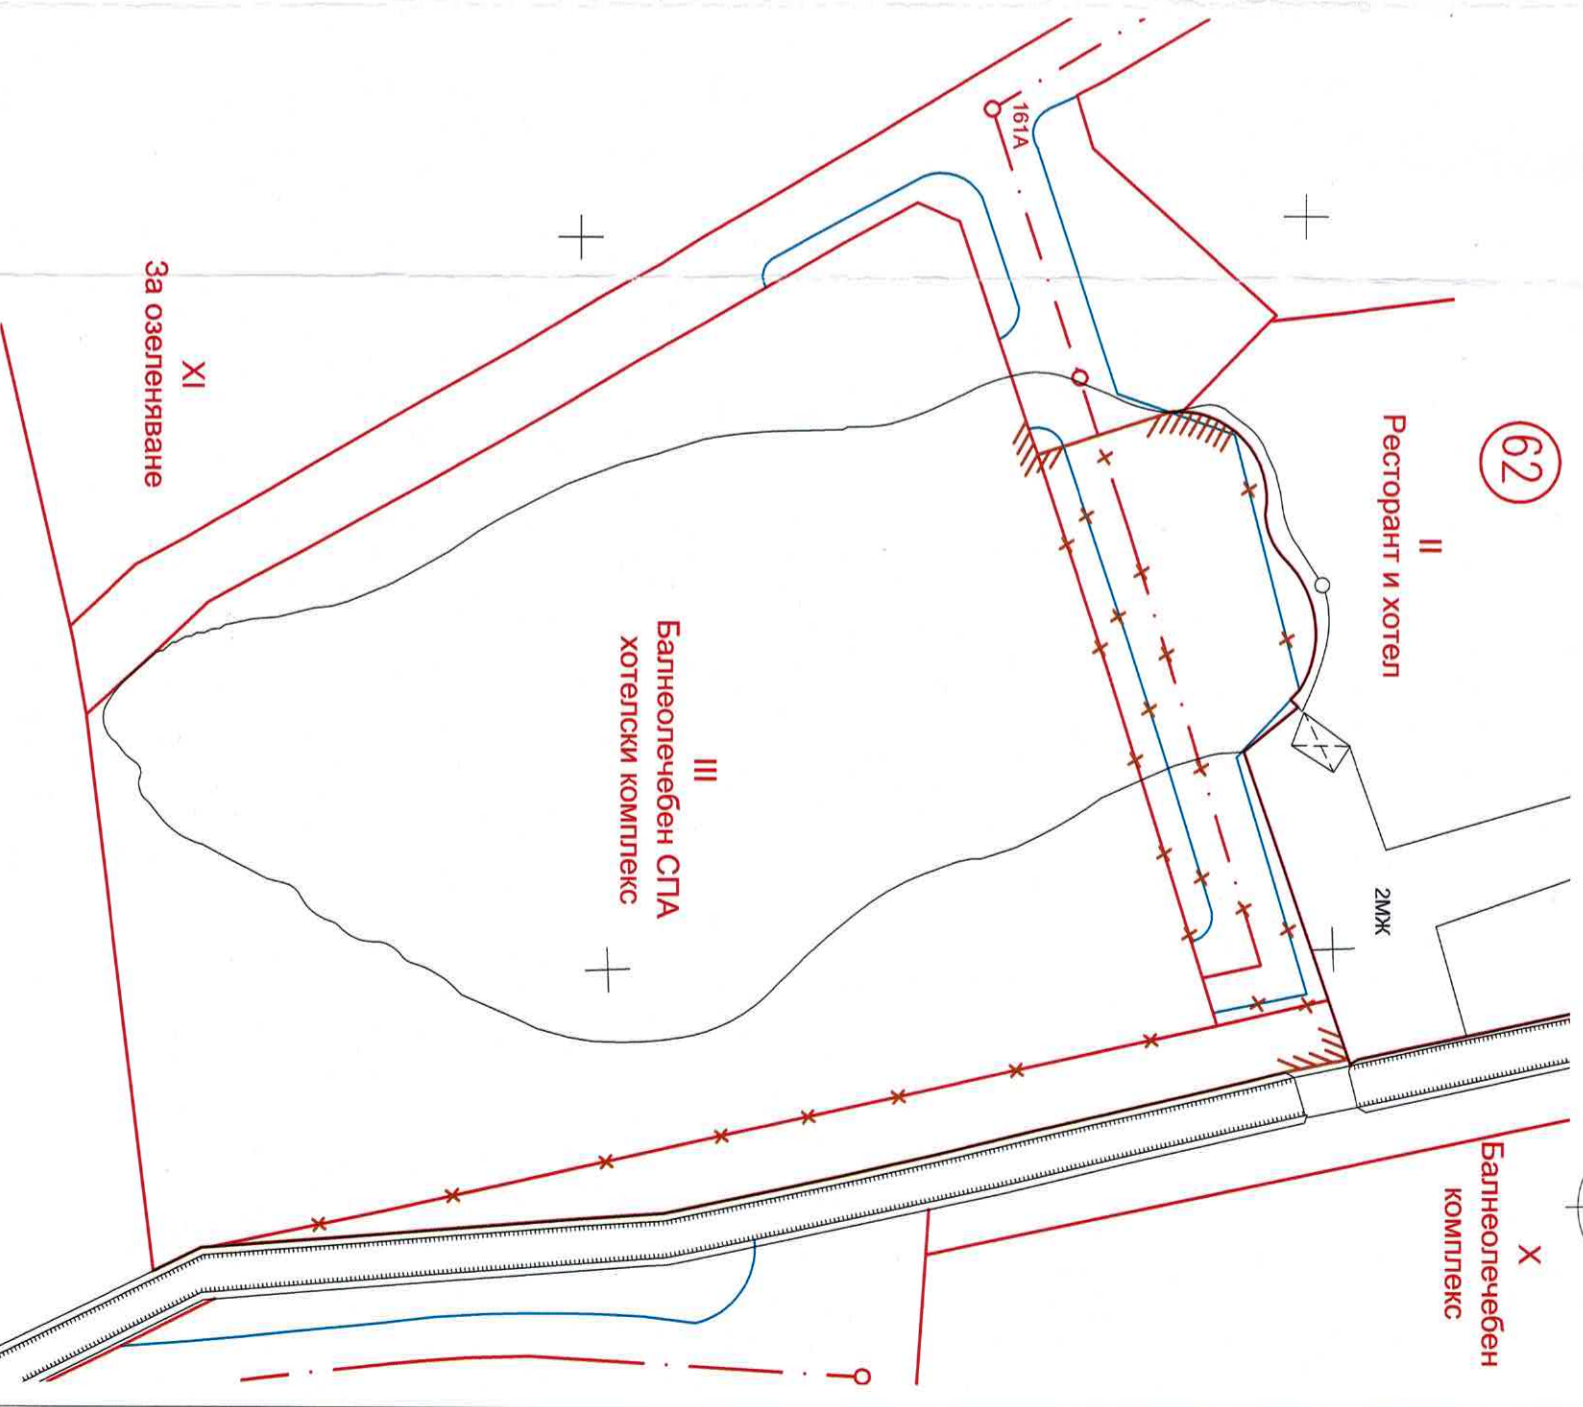 62
II
Ресторант и хотел
161А
XI
За озеленяване
III
Балнеолечебен СПА
хотелски комплекс
2МЖ
X
Балнеолечебен
комплекс